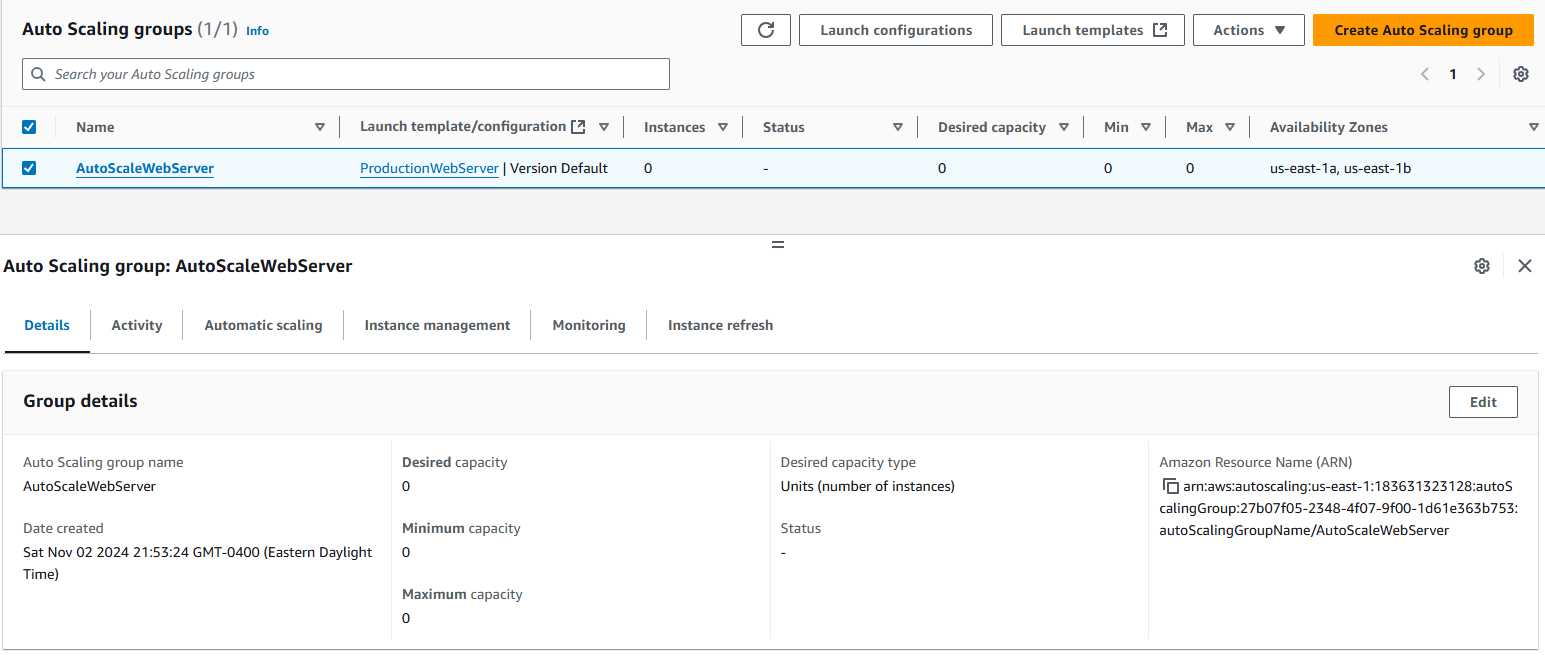 Auto Scaling groups (1/1) Info
Launch configurations
Launch templates
Actions
Create Auto Scaling group
Search your Auto Scaling groups
1
Name
Launch template/configuration
Instances
Status
Desired capacity
Min
Max
Availability Zones
AutoScaleWebServer
ProductionWebServer | Version Default
0
-
0
0
0
us-east-1a, us-east-1b
Auto Scaling group: AutoScaleWebServer
Details
Activity
Automatic scaling
Instance management
Monitoring
Instance refresh
Group details
Edit
Auto Scaling group name
AutoScaleWebServer
Date created
Sat Nov 02 2024 21:53:24 GMT-0400 (Eastern Daylight
Time)
Desired capacity
0
Minimum capacity
0
Maximum capacity
0
Desired capacity type
Units (number of instances)
Status
-
Amazon Resource Name (ARN)
arn:aws:autoscaling:us-east-1:183631323128:autoS
calingGroup:27b07f05-2348-4f07-9f00-1d61e363b753:
autoScalingGroupName/AutoScaleWebServer